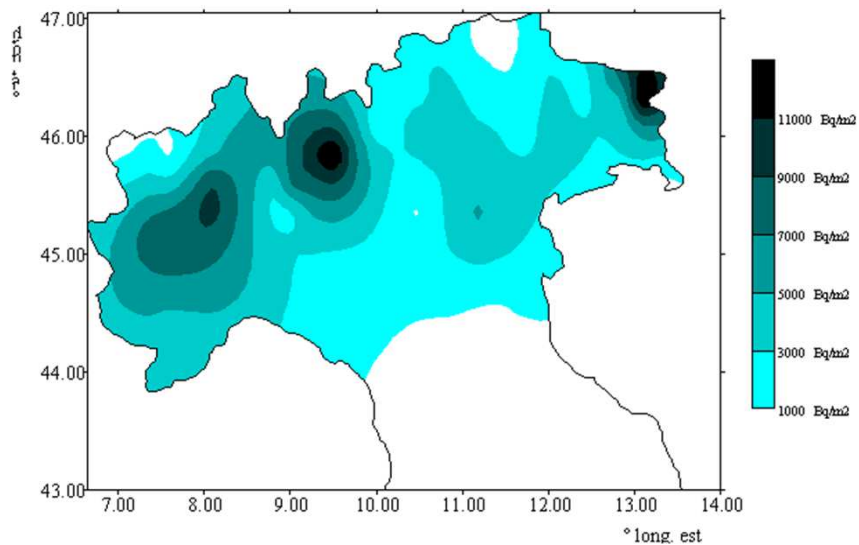 47.00
46.00
45.00
44.00
43.00
7.00 8.00 9.00 10.00 11.00 12.00 13.00 14.00
° long. est
11000 Bq/m2
9000 Bq/m2
7000 Bq/m2
5000 Bq/m2
3000 Bq/m2
1000 Bq/m2